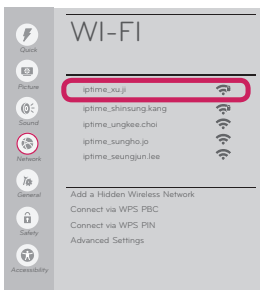 WI-FI
Quick
Picture
Sound
Network
General
Safety
Accessibility
iptime_xu.ji
iptime_shinsung.kang
iptime_ungkee.choi
iptime_sungho.jo
iptime_seungjun.lee
Add a Hidden Wireless Network
Connect via WPS PBC
Connect via WPS PIN
Advanced Settings